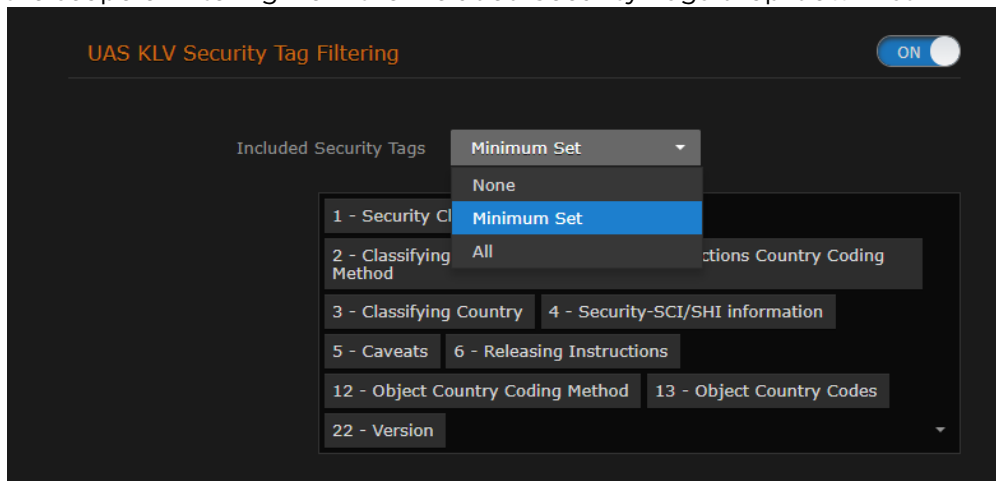 UAS KLV Security Tag Filtering
ON
Included Security Tags
Minimum Set
None
Minimum Set
All
1 - Security
2 - Classifying
Country Coding
Method
3 - Classifying Country
4 - Security-SCI/SHI information
5 - Caveats
6 - Releasing Instructions
12 - Object Country Coding Method
13 - Object Country Codes
22 - Version